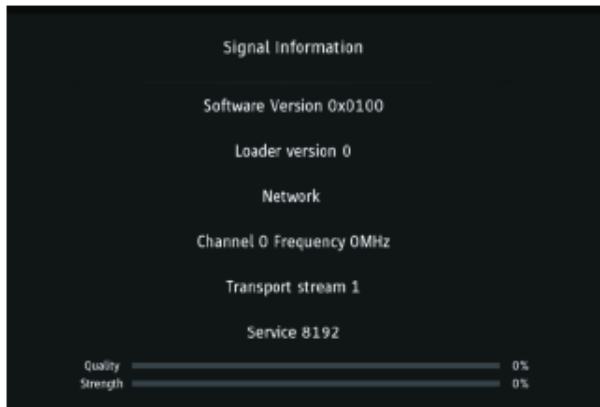 Signal Information
Software Version 0x0100
Loader version 0
Network
Channel 0 Frequency 0MHz
Transport stream 1
Service 8192
Quality 0%
Strength 0%